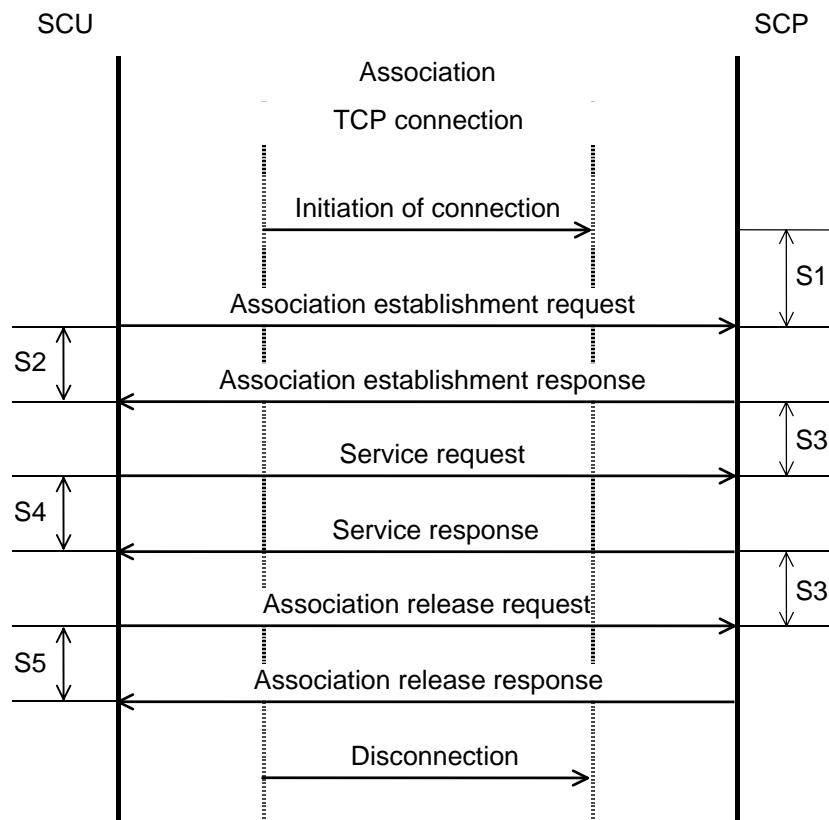 SCU
SCP
Association
TCP connection
Initiation of connection
S1
Association establishment request
S2
Association establishment response
S3
Service request
S4
Service response
S3
Association release request
S5
Association release response
Disconnection